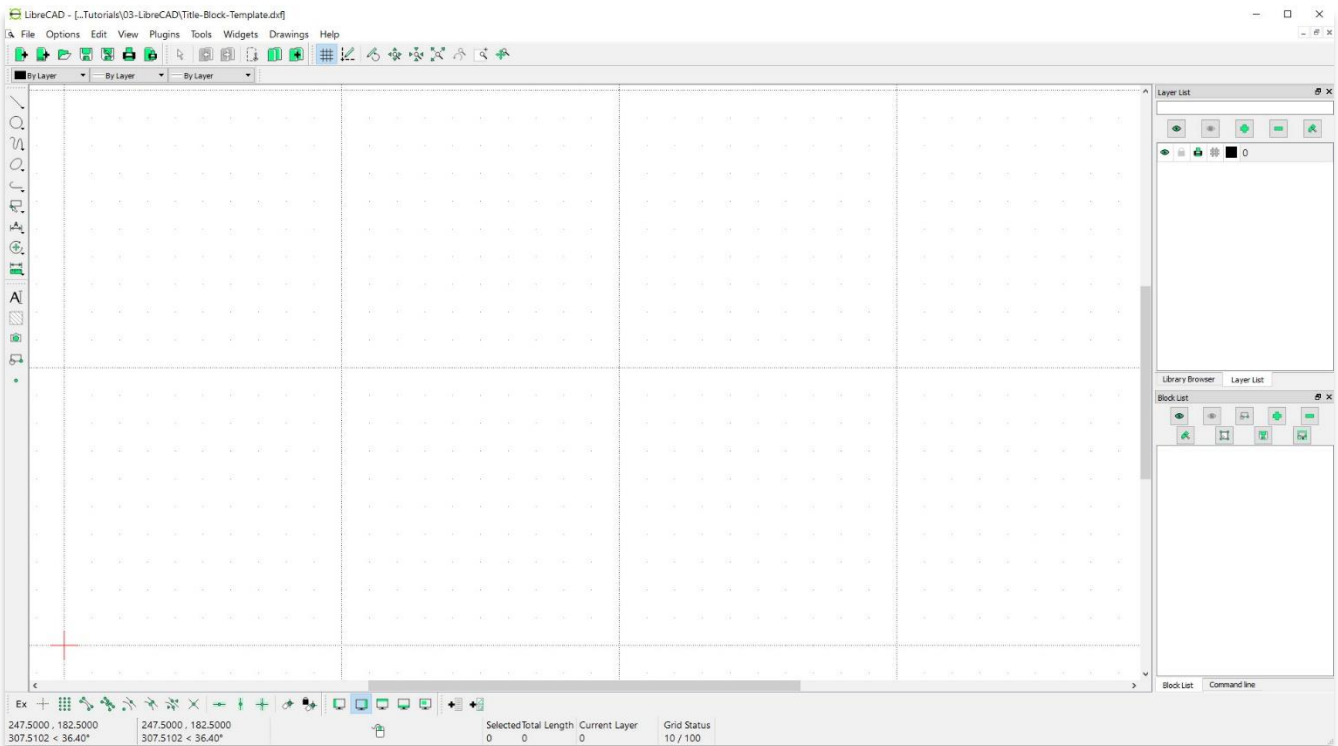 LibreCAD - [...Tutorials\03-LibreCAD\Title-Block-Template.dxf]
File Options Edit View Plugins Tools Widgets Drawings Help
By Layer By Layer By Layer
Layer List
0
Library Browser Layer List
Block List
Block List Command line
Ex
247.5000 , 182.5000 247.5000 , 182.5000 Selected Total Length Current Layer Grid Status
307.5102 < 36.40° 307.5102 < 36.40° 0 0 0 10 / 100